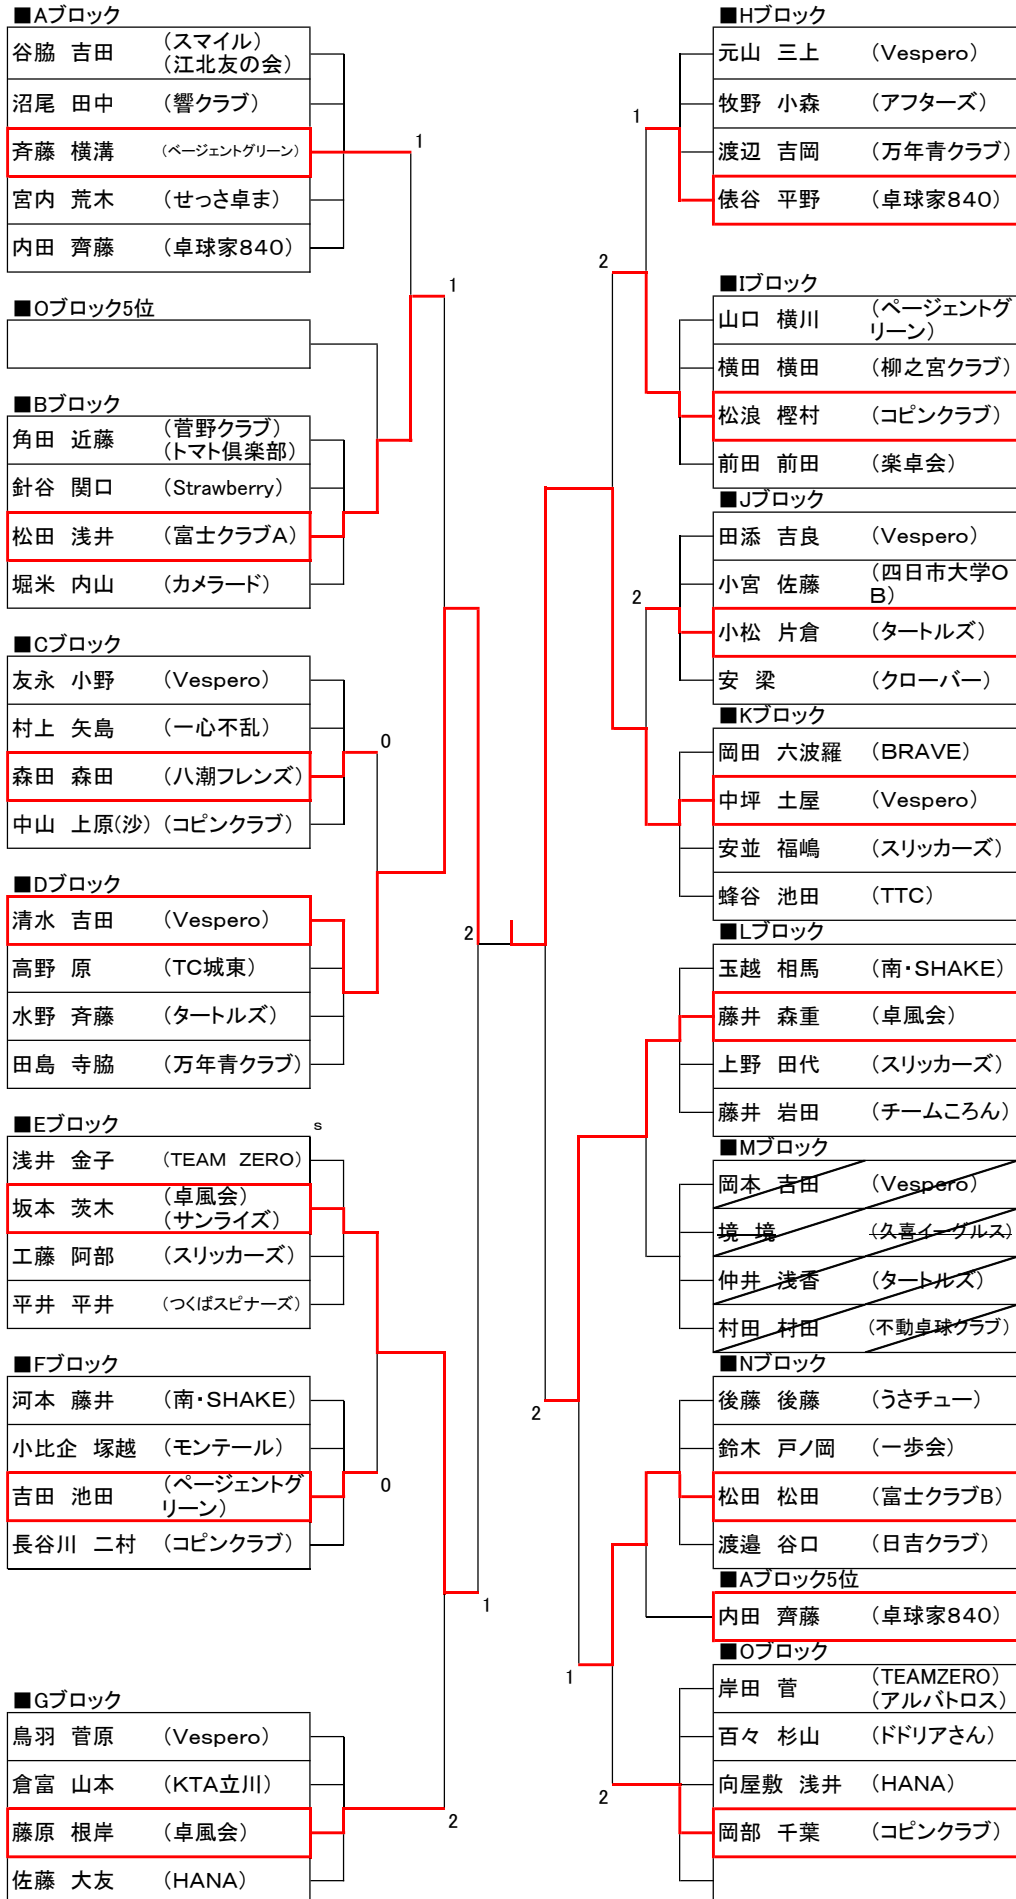 ■Aブロック
谷脇 吉田 (スマイル)
(江北友の会)
沼尾 田中 (響クラブ)
斉藤 横溝 (ページェントグリーン)
宮内 荒木 (せっさ卓ま)
内田 齊藤 (卓球家840)
1
■Oブロック5位
1
■Bブロック
角田 近藤 (菅野クラブ)
(トマト倶楽部)
針谷 関口 (Strawberry)
松田 浅井 (富士クラブA)
堀米 内山 (カメラード)
■Cブロック
友永 小野 (Vespero)
村上 矢島 (一心不乱)
森田 森田 (八潮フレンズ)
中山 上原(沙) (コピンクラブ)
0
■Dブロック
清水 吉田 (Vespero)
高野 原 (TC城東)
水野 斉藤 (タートルズ)
田島 寺脇 (万年青クラブ)
2
■Eブロック
s
浅井 金子 (TEAM ZERO)
坂本 茨木 (卓風会)
(サンライズ)
工藤 阿部 (スリッカーズ)
平井 平井 (つくばスピナーズ)
■Fブロック
河本 藤井 (南・SHAKE)
小比企 塚越 (モンテール)
吉田 池田 (ページェントグ
リーン)
長谷川 二村 (コピンクラブ)
0
1
■Gブロック
鳥羽 菅原 (Vespero)
倉富 山本 (KTA立川)
藤原 根岸 (卓風会)
佐藤 大友 (HANA)
2
■Hブロック
元山 三上 (Vespero)
牧野 小森 (アフターズ)
渡辺 吉岡 (万年青クラブ)
俵谷 平野 (卓球家840)
1
2
■Iブロック
山口 横川 (ページェントグ
リーン)
横田 横田 (柳之宮クラブ)
松浪 樫村 (コピンクラブ)
前田 前田 (楽卓会)
■Jブロック
田添 吉良 (Vespero)
小宮 佐藤 (四日市大学O
B)
小松 片倉 (タートルズ)
安 梁 (クローバー)
2
■Kブロック
岡田 六波羅 (BRAVE)
中坪 土屋 (Vespero)
安並 福嶋 (スリッカーズ)
蜂谷 池田 (TTC)
■Lブロック
玉越 相馬 (南・SHAKE)
藤井 森重 (卓風会)
上野 田代 (スリッカーズ)
藤井 岩田 (チームころん)
■Mブロック
岡本 吉田 (Vespero)
境 境 (久喜イーグルス)
仲井 浅香 (タートルズ)
村田 村田 (不動卓球クラブ)
2
■Nブロック
後藤 後藤 (うさチュー)
鈴木 戸ノ岡 (一歩会)
松田 松田 (富士クラブB)
渡邉 谷口 (日吉クラブ)
■Aブロック5位
内田 齊藤 (卓球家840)
1
■Oブロック
岸田 菅 (TEAMZERO)
(アルバトロス)
百々 杉山 (ドドリアさん)
向屋敷 浅井 (HANA)
岡部 千葉 (コピンクラブ)
2